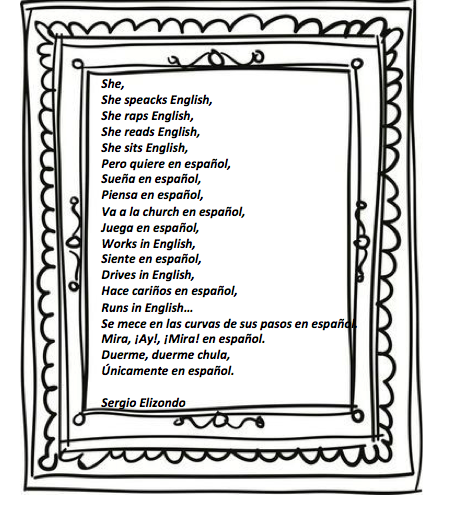 She,
She speacks English,
She raps English,
She reads English,
She sits English,
Pero quiere en español,
Sueña en español,
Piensa en español,
Va a la church en español,
Juega en español,
Works in English,
Siente en español,
Drives in English,
Hace cariños en español,
Runs in English…
Se mece en las curvas de sus pasos en español.
Mira, ¡Ay!, ¡Mira! en español.
Duerme, duerme chula,
Únicamente en español.
Sergio Elizondo